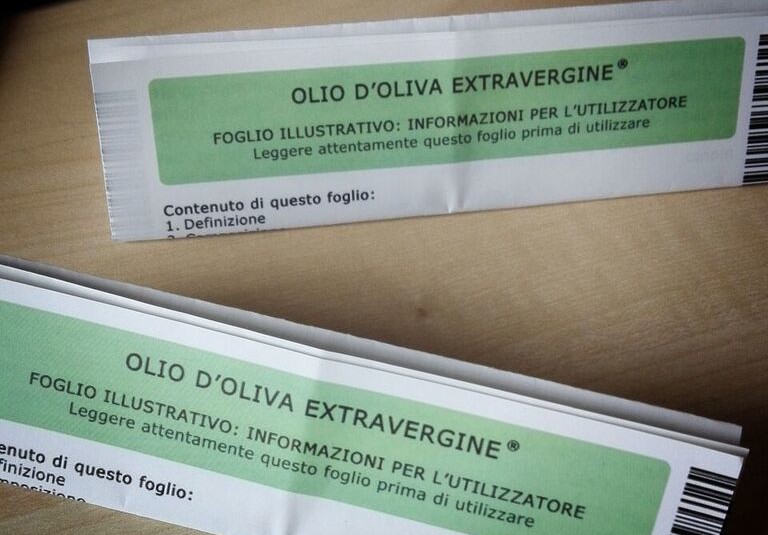 OLIO D'OLIVA EXTRAVERGINE®
FOGLIO ILLUSTRATIVO: INFORMAZIONI PER L'UTILIZZATORE
Leggere attentamente questo foglio prima di utilizzare
Contenuto di questo foglio:
1. Definizione
OLIO D'OLIVA EXTRAVERGINE®
FOGLIO ILLUSTRATIVO: INFORMAZIONI PER L'UTILIZZATORE
Leggere attentamente questo foglio prima di utilizzare
enuto di questo foglio:
finizione